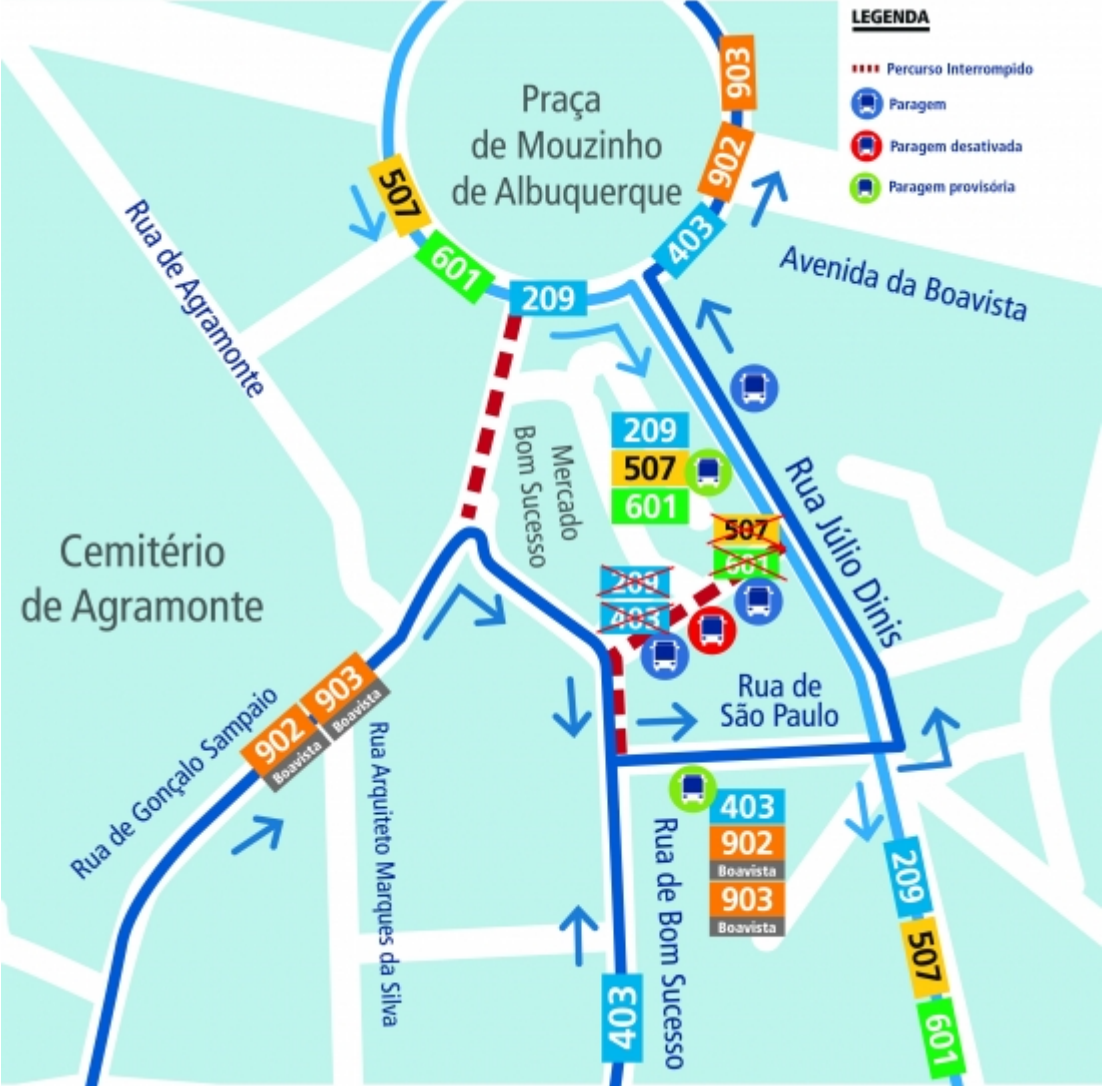 LEGENDA
Percurso Interrompido
Paragem
Paragem desativada
Paragem provisória
903
902
403
Praça
de Mouzinho
de Albuquerque
507
601
209
Rua de Agramonte
Avenida da Boavista
209
507
601
Mercado
Bom Sucesso
507
601
209
403
Rua Júlio Dinis
Cemitério
de Agramonte
Rua de
São Paulo
902
Boavista
903
Boavista
Rua de Gonçalo Sampaio
Rua Arquiteto Marques da Silva
403
902
Boavista
903
Boavista
Rua de Bom Sucesso
403
209
507
601